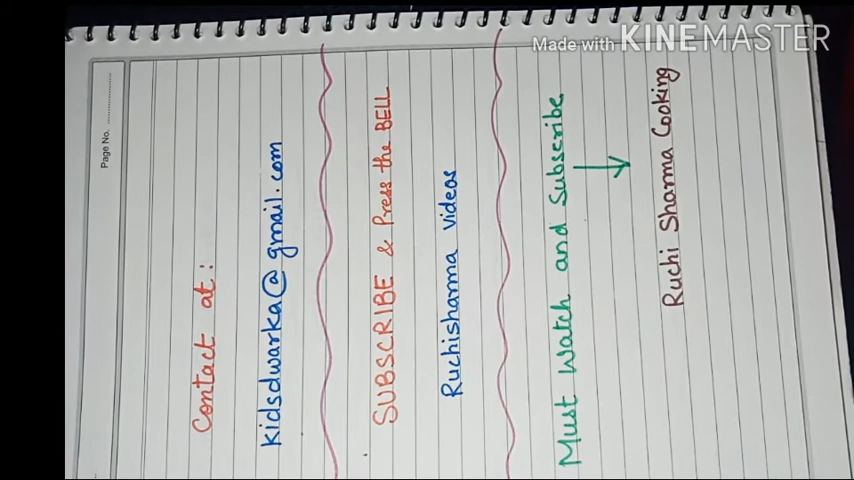 Made with KINEMASTER
Page No. ..................
Contact at :
kidsdwarka@gmail.com
SUBSCRIBE & Press the BELL
Ruchisharma Videos
Must Watch and Subscribe
Ruchi Sharma Cooking